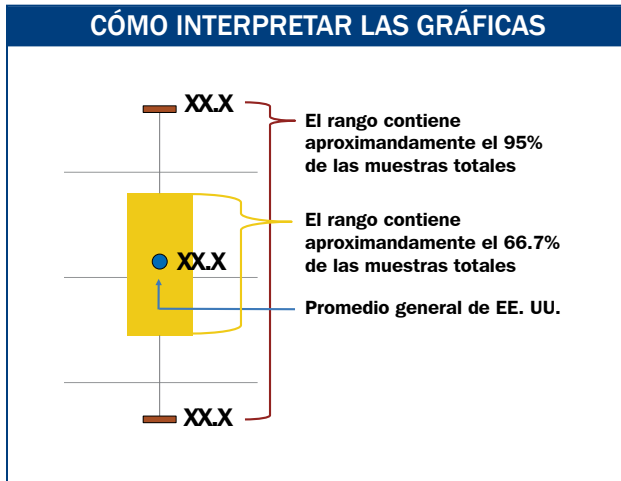 CÓMO INTERPRETAR LAS GRÁFICAS
XX.X
El rango contiene
aproximandamente el 95%
de las muestras totales
El rango contiene
aproximandamente el 66.7%
de las muestras totales
XX.X
Promedio general de EE. UU.
XX.X